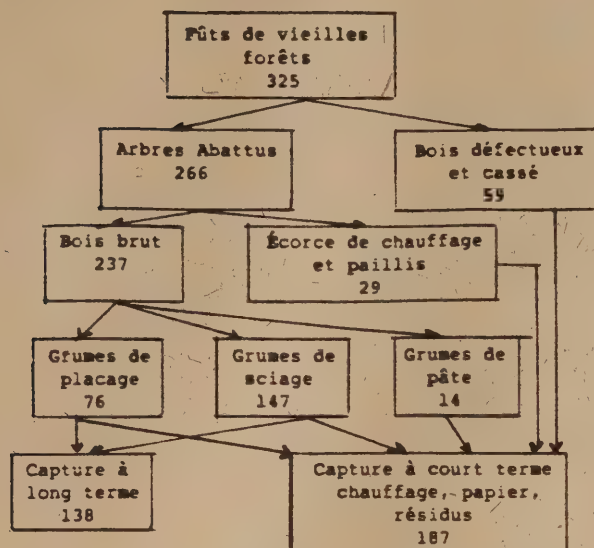 Fûts de vieilles
forêts
325
Arbres Abattus
266
Bois défectueux
et cassé
59
Bois brut
237
Écorce de chauffage
et paillis
29
Grumes de
placage
76
Grumes de
sciage
147
Grumes de
pâte
14
Capture à
long terme
138
Capture à court terme
chauffage, papier,
résidus
187